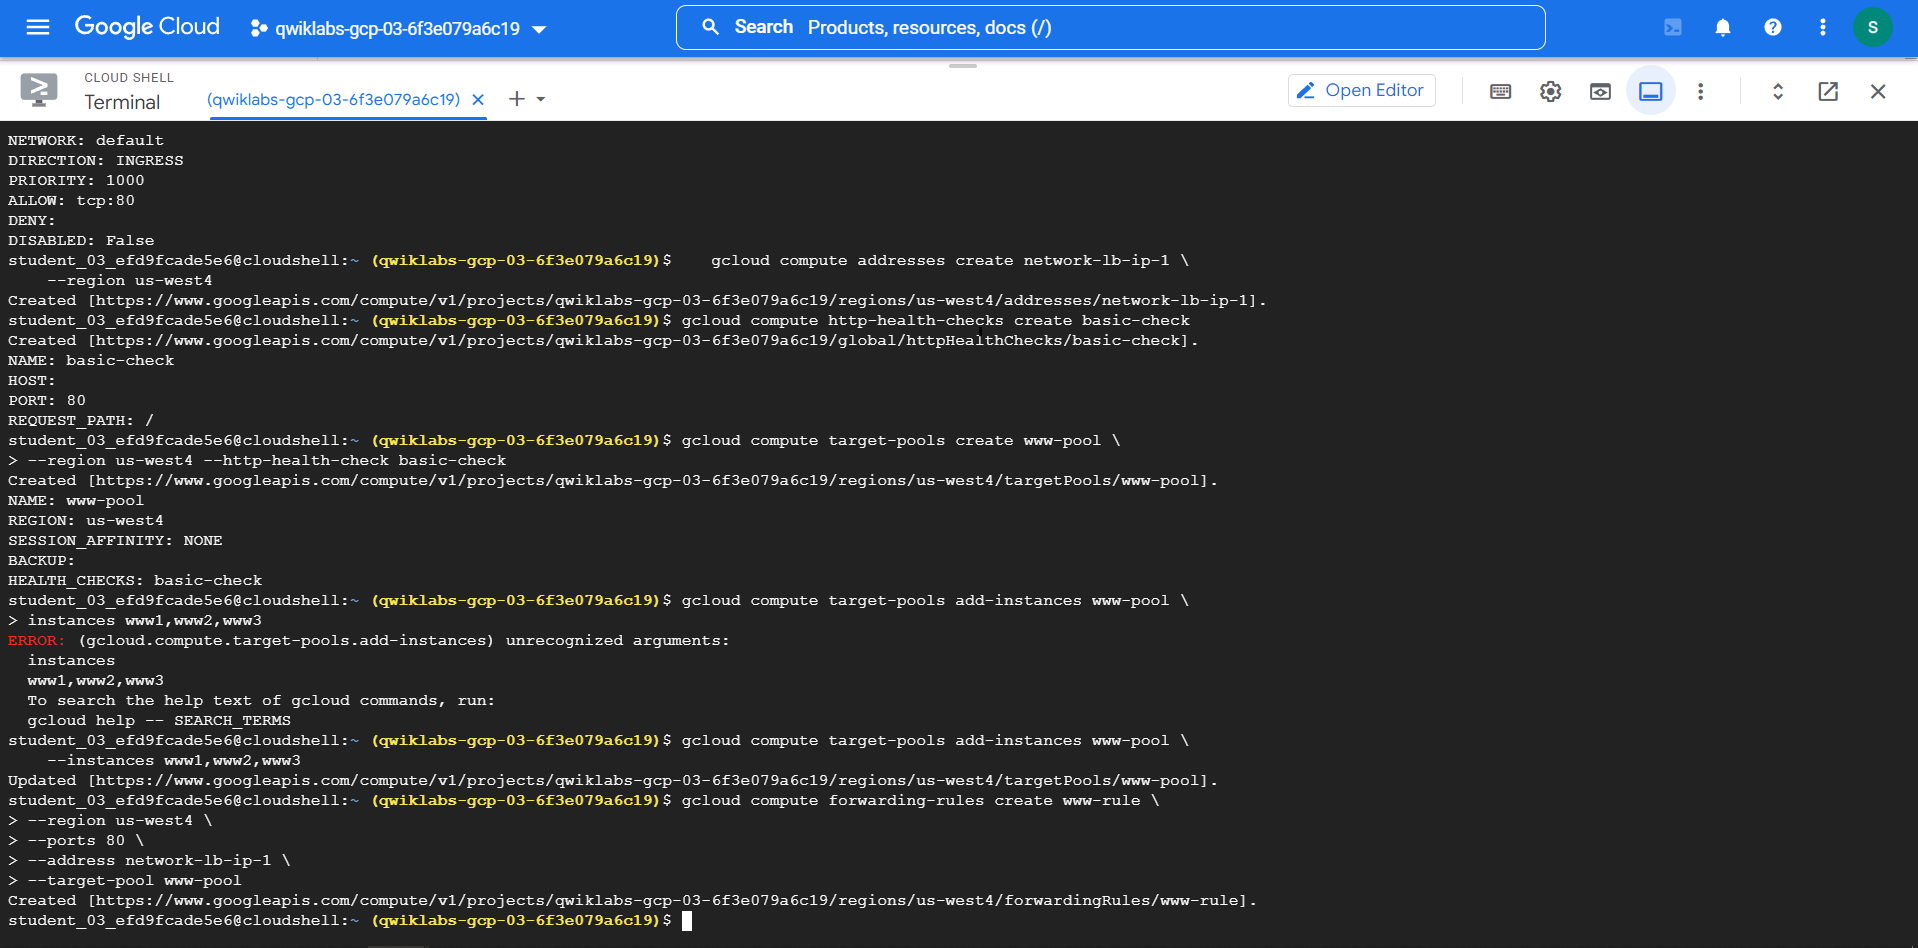 Google Cloud
qwiklabs-gcp-03-6f3e079a6c19
Search Products, resources, docs (/)
S
CLOUD SHELL
Terminal
(qwiklabs-gcp-03-6f3e079a6c19)
Open Editor
NETWORK: default
DIRECTION: INGRESS
PRIORITY: 1000
ALLOW: tcp:80
DENY:
DISABLED: False
student_03_efd9fcade5e6@cloudshell:~ (qwiklabs-gcp-03-6f3e079a6c19)$    gcloud compute addresses create network-lb-ip-1 \
    --region us-west4
Created [https://www.googleapis.com/compute/v1/projects/qwiklabs-gcp-03-6f3e079a6c19/regions/us-west4/addresses/network-lb-ip-1].
student_03_efd9fcade5e6@cloudshell:~ (qwiklabs-gcp-03-6f3e079a6c19)$ gcloud compute http-health-checks create basic-check
Created [https://www.googleapis.com/compute/v1/projects/qwiklabs-gcp-03-6f3e079a6c19/global/httpHealthChecks/basic-check].
NAME: basic-check
HOST:
PORT: 80
REQUEST_PATH: /
student_03_efd9fcade5e6@cloudshell:~ (qwiklabs-gcp-03-6f3e079a6c19)$ gcloud compute target-pools create www-pool \
> --region us-west4 --http-health-check basic-check
Created [https://www.googleapis.com/compute/v1/projects/qwiklabs-gcp-03-6f3e079a6c19/regions/us-west4/targetPools/www-pool].
NAME: www-pool
REGION: us-west4
SESSION_AFFINITY: NONE
BACKUP:
HEALTH_CHECKS: basic-check
student_03_efd9fcade5e6@cloudshell:~ (qwiklabs-gcp-03-6f3e079a6c19)$ gcloud compute target-pools add-instances www-pool \
> instances www1,www2,www3
ERROR: (gcloud.compute.target-pools.add-instances) unrecognized arguments:
  instances
  www1,www2,www3
  To search the help text of gcloud commands, run:
  gcloud help -- SEARCH_TERMS
student_03_efd9fcade5e6@cloudshell:~ (qwiklabs-gcp-03-6f3e079a6c19)$ gcloud compute target-pools add-instances www-pool \
    --instances www1,www2,www3
Updated [https://www.googleapis.com/compute/v1/projects/qwiklabs-gcp-03-6f3e079a6c19/regions/us-west4/targetPools/www-pool].
student_03_efd9fcade5e6@cloudshell:~ (qwiklabs-gcp-03-6f3e079a6c19)$ gcloud compute forwarding-rules create www-rule \
> --region us-west4 \
> --ports 80 \
> --address network-lb-ip-1 \
> --target-pool www-pool
Created [https://www.googleapis.com/compute/v1/projects/qwiklabs-gcp-03-6f3e079a6c19/regions/us-west4/forwardingRules/www-rule].
student_03_efd9fcade5e6@cloudshell:~ (qwiklabs-gcp-03-6f3e079a6c19)$